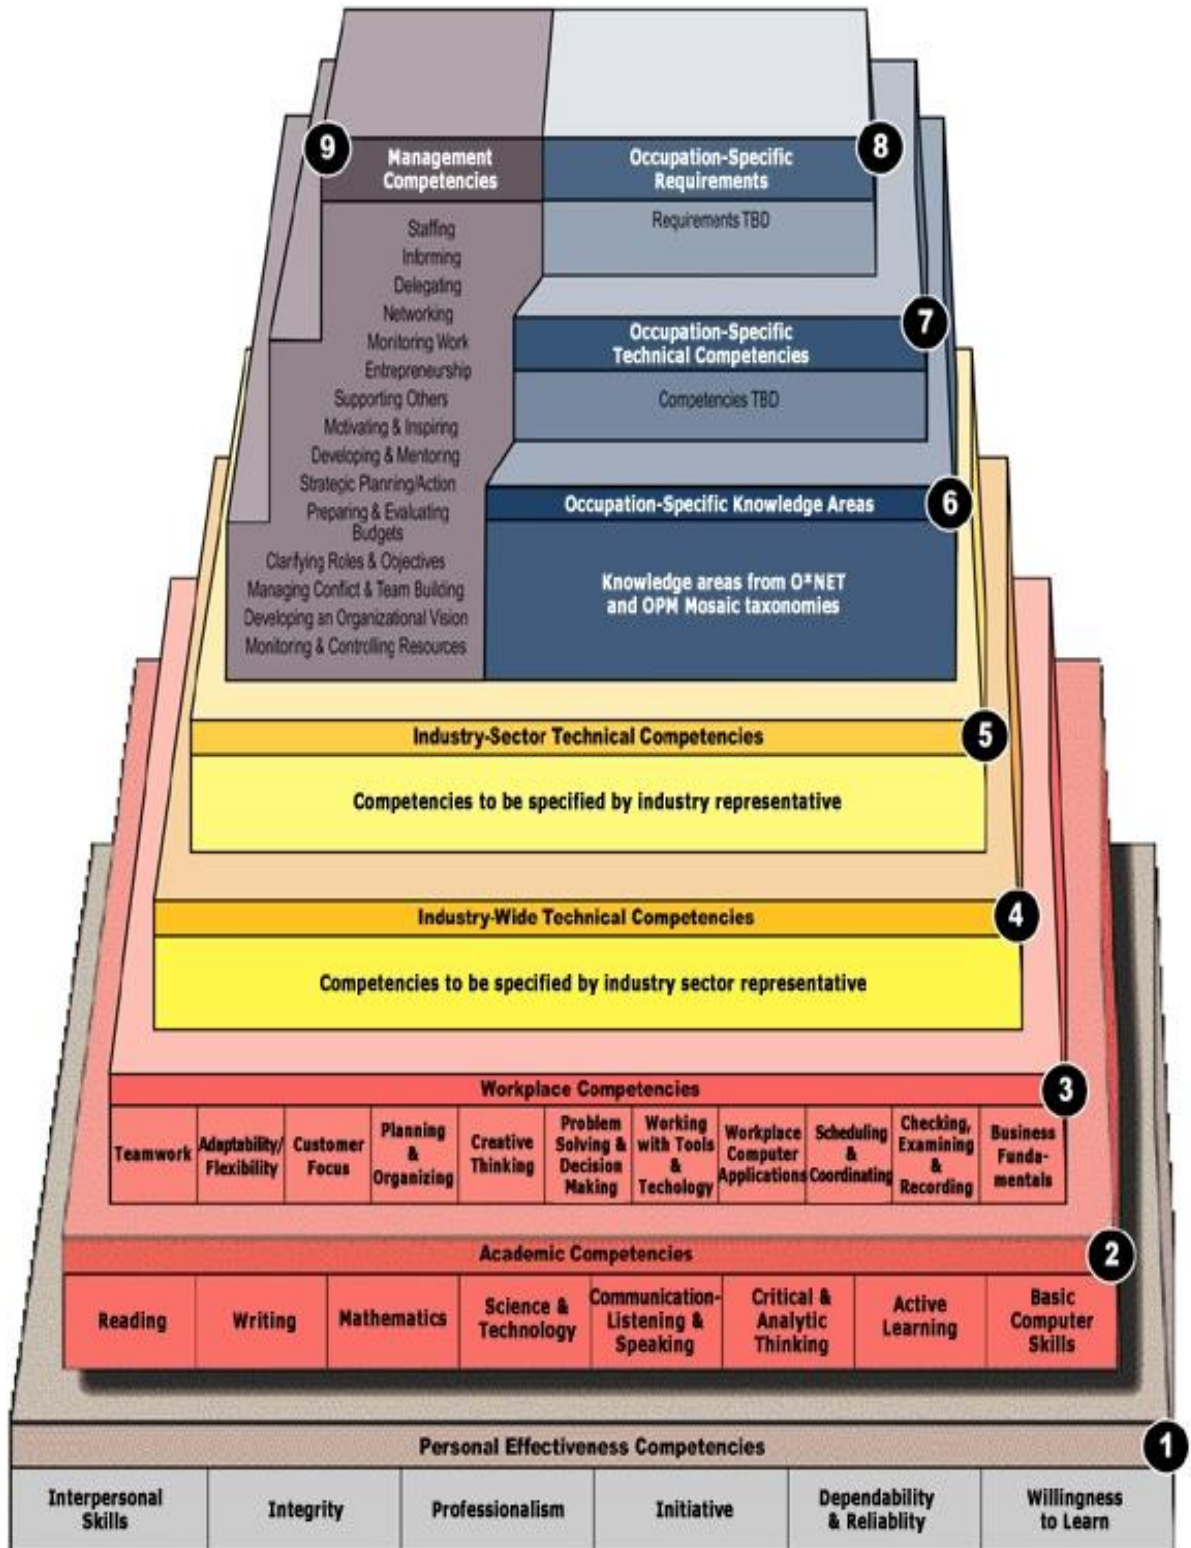 9
Management
Competencies
Staffing
Informing
Delegating
Networking
Monitoring Work
Entrepreneurship
Supporting Others
Motivating & Inspiring
Developing & Mentoring
Strategic Planning/Action
Preparing & Evaluating
Budgets
Clarifying Roles & Objectives
Managing Conflict & Team Building
Developing an Organizational Vision
Monitoring & Controlling Resources
8
Occupation-Specific
Requirements
Requirements TBD
7
Occupation-Specific
Technical Competencies
Competencies TBD
6
Occupation-Specific Knowledge Areas
Knowledge areas from O*NET
and OPM Mosaic taxonomies
5
Industry-Sector Technical Competencies
Competencies to be specified by industry representative
4
Industry-Wide Technical Competencies
Competencies to be specified by industry sector representative
3
Workplace Competencies
Teamwork
Adaptability/
Flexibility
Customer
Focus
Planning
&
Organizing
Creative
Thinking
Problem
Solving &
Decision
Making
Working
with Tools
&
Techology
Workplace
Computer
Applications
Scheduling
&
Coordinating
Checking,
Examining
&
Recording
Business
Funda-
mentals
2
Academic Competencies
Reading
Writing
Mathematics
Science &
Technology
Communication-
Listening &
Speaking
Critical &
Analytic
Thinking
Active
Learning
Basic
Computer
Skills
1
Personal Effectiveness Competencies
Interpersonal
Skills
Integrity
Professionalism
Initiative
Dependability
& Reliablity
Willingness
to Learn